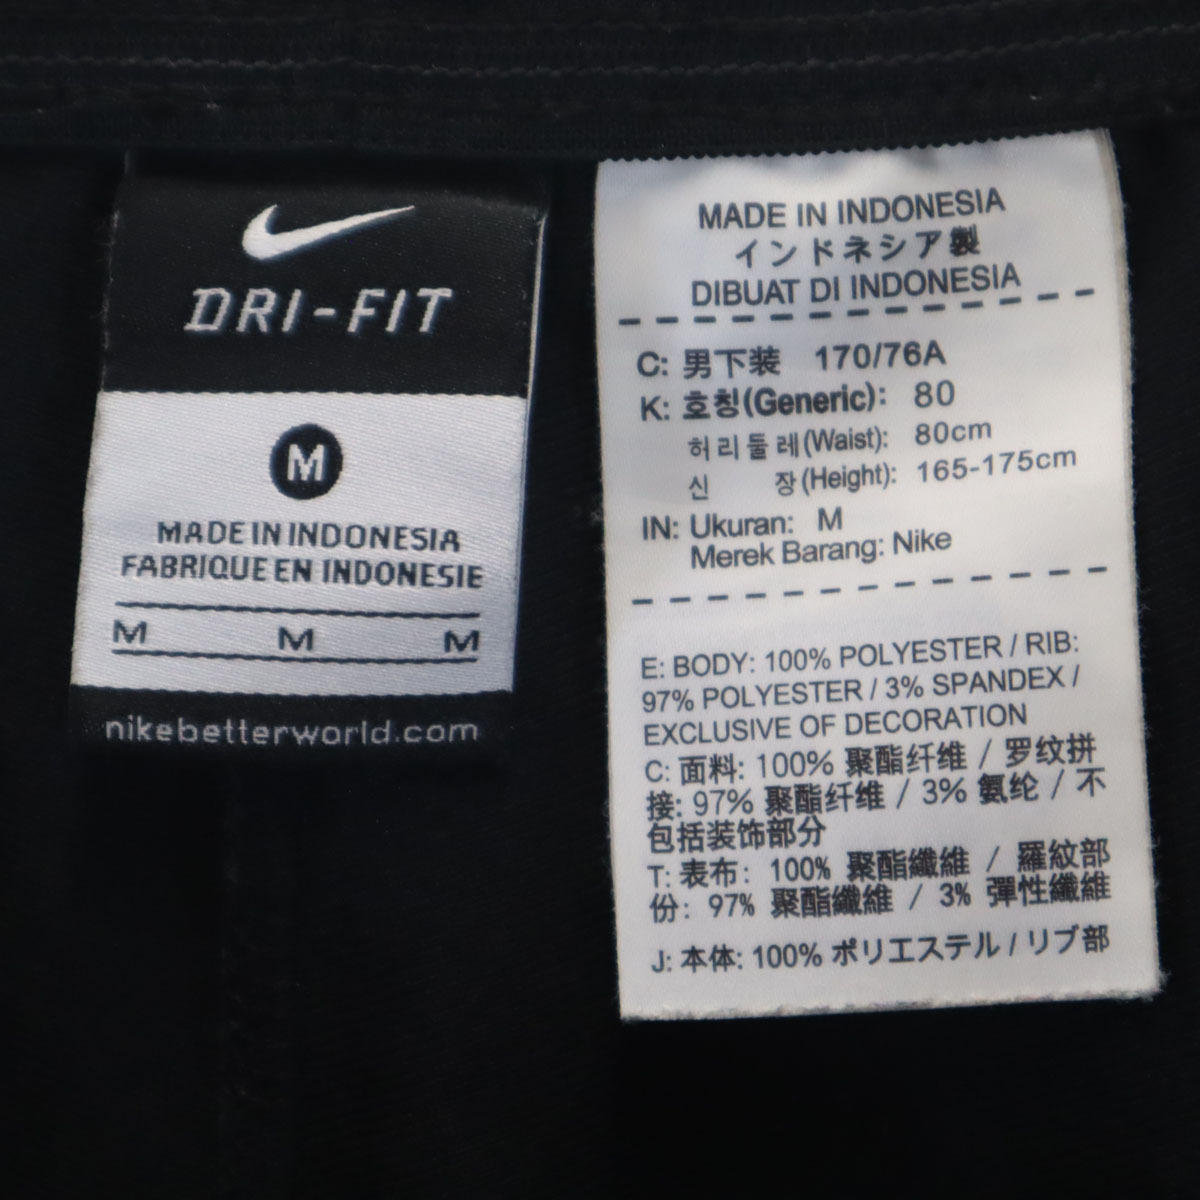 DRI-FIT
M
MADE IN INDONESIA
FABRIQUE EN INDONESIE
M M M
nikebetterworld.com
MADE IN INDONESIA
インドネシア製
DIBUAT DI INDONESIA
C: 男下装 170/76A
K: 호칭(Generic): 80
허리둘레(Waist): 80cm
신 장(Height): 165-175cm
IN: Ukuran: M
Merek Barang: Nike
E: BODY: 100% POLYESTER / RIB:
97% POLYESTER / 3% SPANDEX /
EXCLUSIVE OF DECORATION
C: 面料: 100% 聚酯纤维 / 罗纹拼
接: 97% 聚酯纤维 / 3% 氨纶 / 不
包括装饰部分
T: 表布: 100% 聚酯纖維 / 羅紋部
份: 97% 聚酯纖維 / 3% 彈性纖維
J: 本体: 100% ポリエステル / リブ部